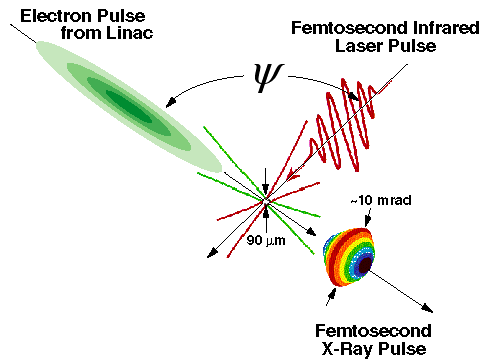 Electron Pulse
from Linac
Femtosecond Infrared
Laser Pulse
ψ
~10 mrad
90 μm
Femtosecond
X-Ray Pulse